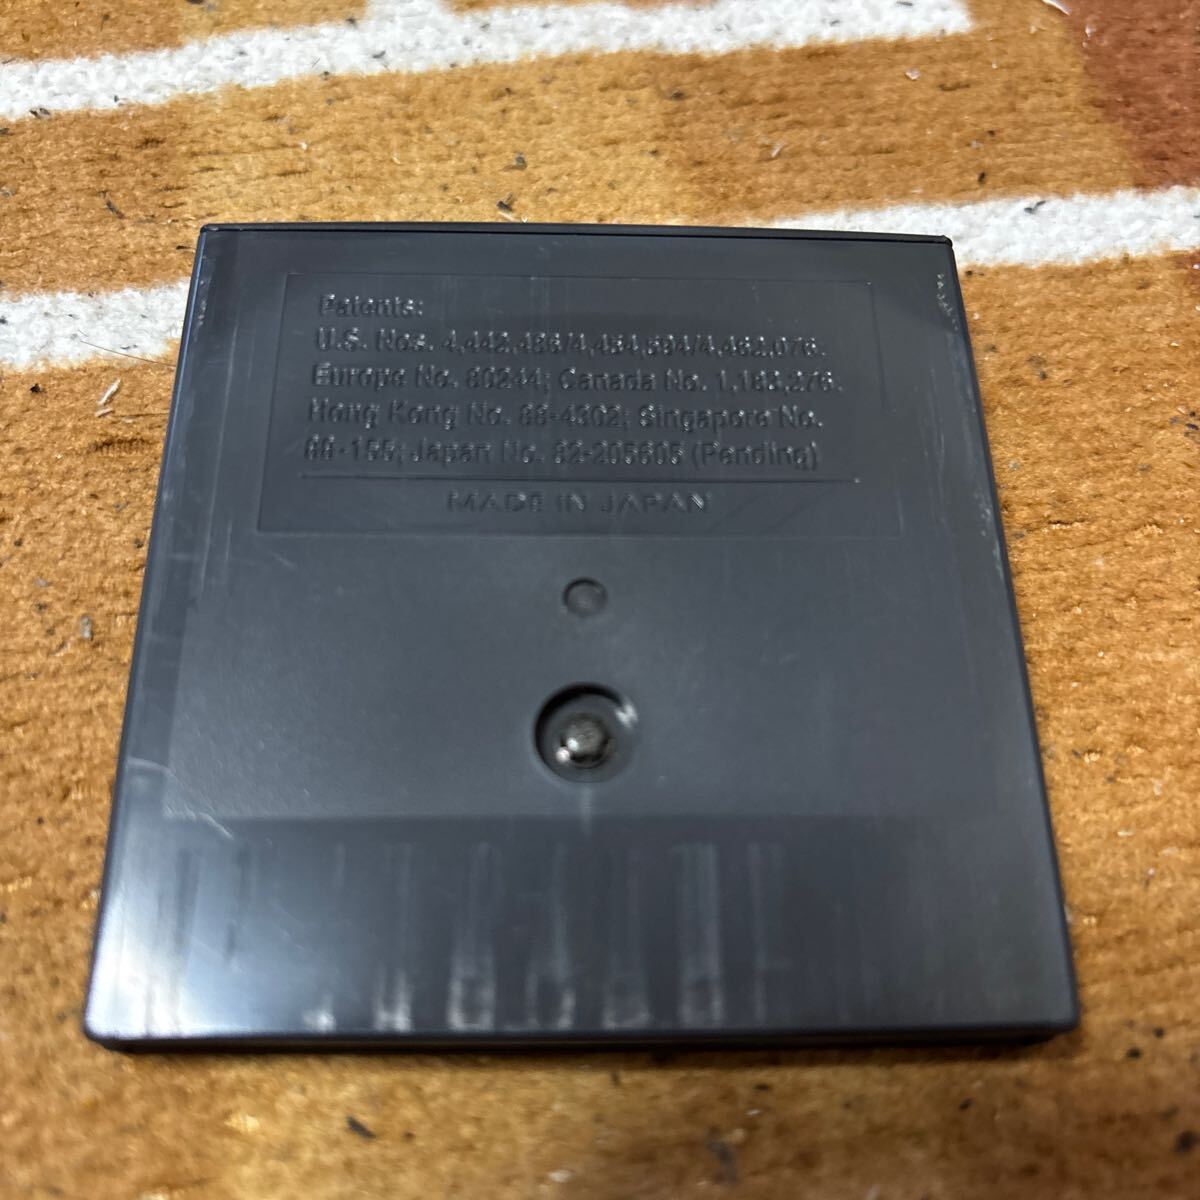 Patents:
U.S. Nos. 4,442,486/4,454,594/4,462,076.
Europe No. 80244; Canada No. 1,183,276.
Hong Kong No. 88-4302; Singapore No.
88-155; Japan No. 82-205605 (Pending)
MADE IN JAPAN